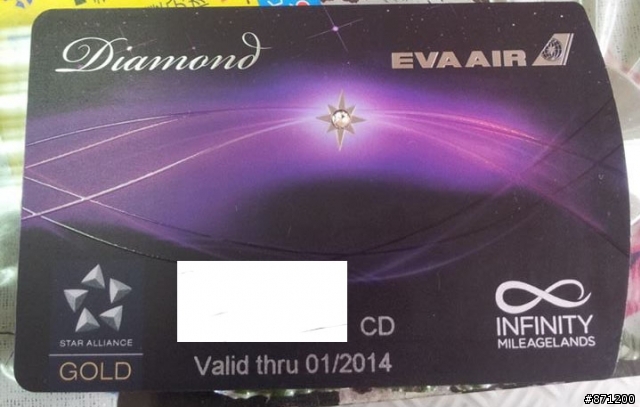 Diamond
EVA AIR
STAR ALLIANCE
GOLD
CD
Valid thru 01/2014
INFINITY
MILEAGELANDS
#871200